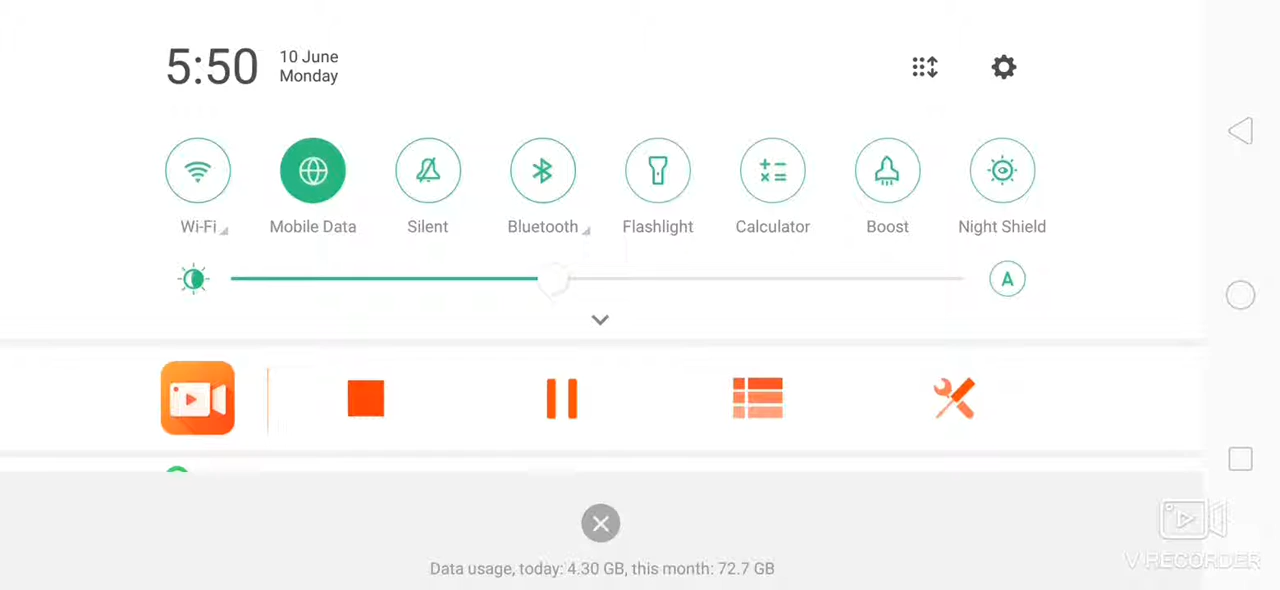 5:50
10 June
Monday
Wi-Fi
Mobile Data
Silent
Bluetooth
Flashlight
Calculator
Boost
Night Shield
A
Data usage, today: 4.30 GB, this month: 72.7 GB
V RECORDER